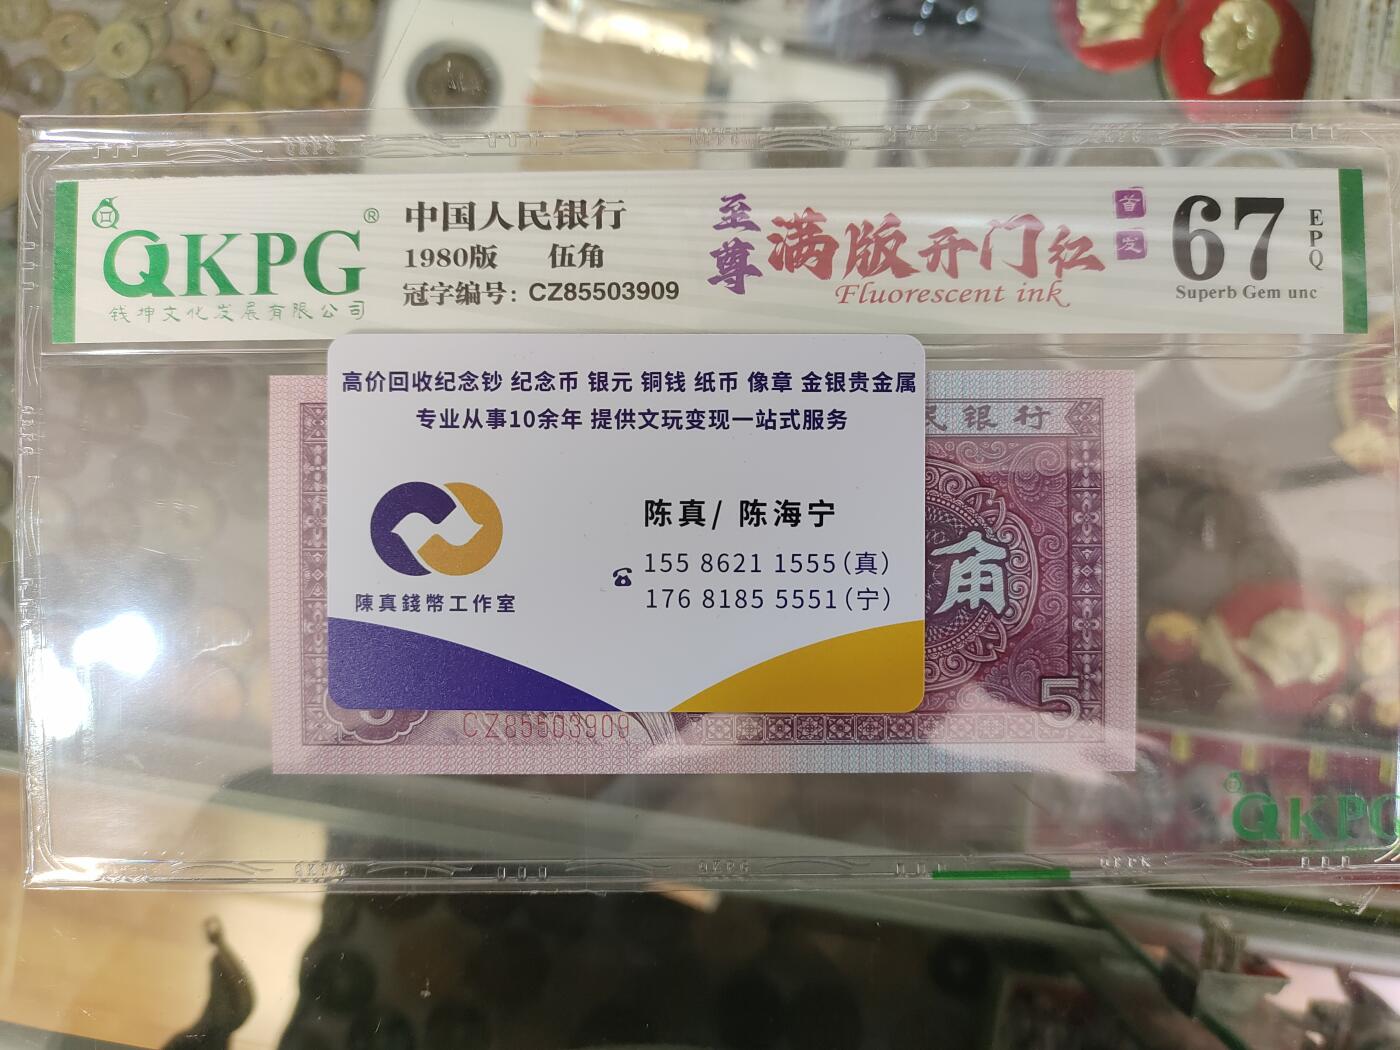 QKPG®
钱坤文化发展有限公司
中国人民银行
1980版 伍角
冠字编号: CZ85503909
至尊
满版开门红
Fluorescent ink
首发
67
EPQ
Superb Gem unc
高价回收纪念钞 纪念币 银元 铜钱 纸币 像章 金银贵金属
专业从事10余年 提供文玩变现一站式服务
陈真/ 陈海宁
155 8621 1555(真)
176 8185 5551(宁)
陳真錢幣工作室
民银行
角
5
CZ85503909
QKPG
QKPG
QKPG